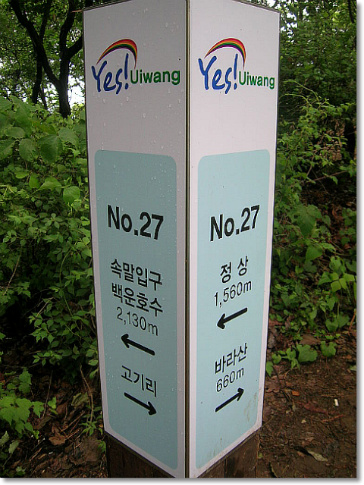 Yes! Uiwang
No.27
속말입구
백운호수
2,130m
←
고기리
→
Yes! Uiwang
No.27
정 상
1,560m
←
바라산
660m
→